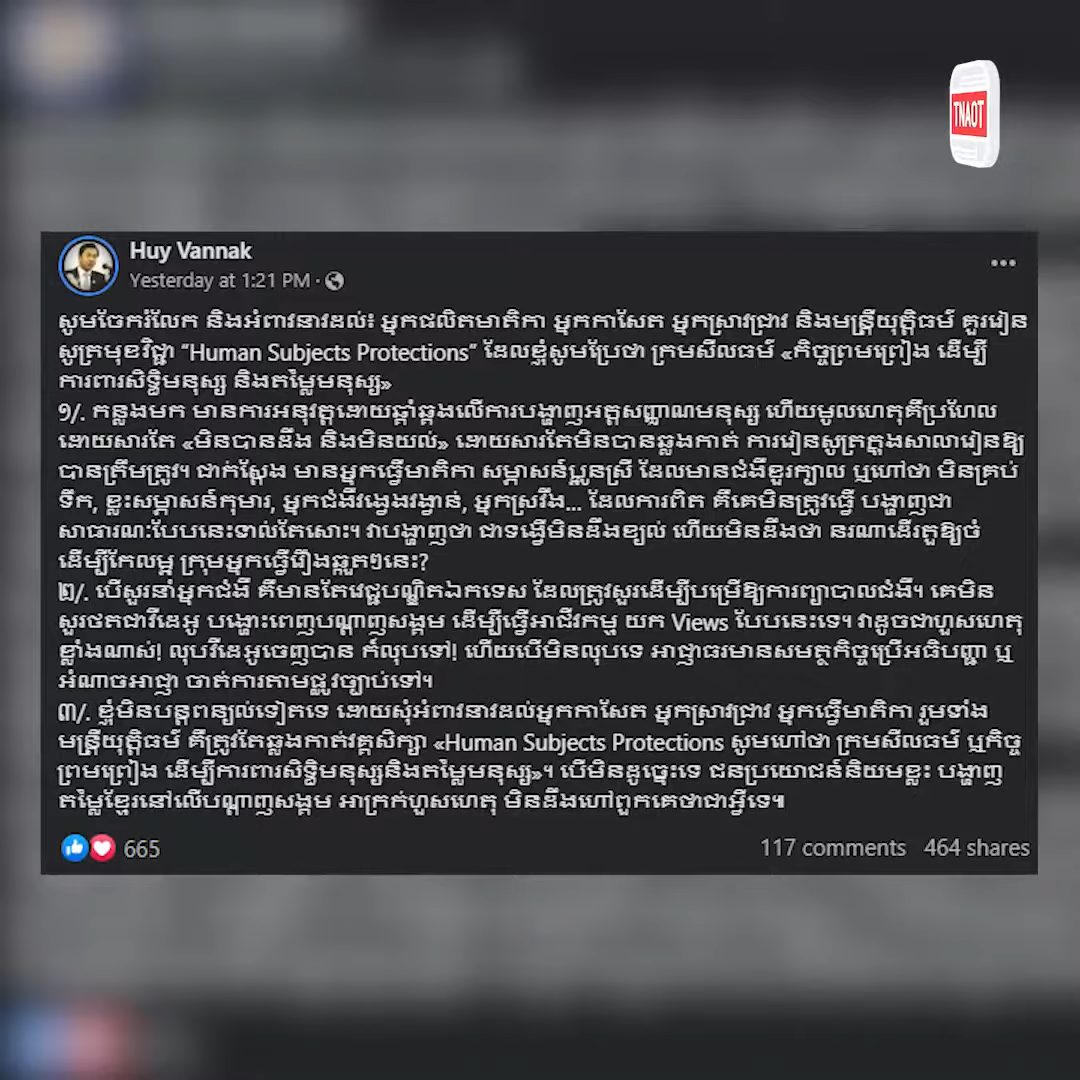 TNAOT
Huy Vannak
Yesterday at 1:21 PM ·
សូមចែករំលែក និងអំពាវនាវដល់៖ អ្នកផលិតមាតិកា អ្នកកាសែត អ្នកស្រាវជ្រាវ និងមន្ត្រីយុត្តិធម៌ គួររៀន
សូត្រមុខវិជ្ជា “Human Subjects Protections” ដែលខ្ញុំសូមប្រែថា ក្រមសីលធម៌ «កិច្ចព្រមព្រៀង ដើម្បី
ការពារសិទ្ធិមនុស្ស និងតម្លៃមនុស្ស»
១/. កន្លងមក មានការអនុវត្តដោយឆ្គាំឆ្គងលើការបង្ហាញអត្តសញ្ញាណមនុស្ស ហើយមូលហេតុគឺប្រហែល
ដោយសារតែ «មិនបានដឹង និងមិនយល់» ដោយសារតែមិនបានឆ្លងកាត់ ការរៀនសូត្រក្នុងសាលារៀនឱ្យ
បានត្រឹមត្រូវ។ ជាក់ស្តែង មានអ្នកធ្វើមាតិកា សម្ភាសន៍ប្អូនស្រី ដែលមានជំងឺខួរក្បាល ឬហៅថា មិនគ្រប់
ទឹក, ខ្លះសម្ភាសន៍កុមារ, អ្នកជំងឺវង្វេងវង្វាន់, អ្នកស្រវឹង... ដែលការពិត គឺគេមិនត្រូវធ្វើ បង្ហាញជា
សាធារណៈបែបនេះទាល់តែសោះ។ វាបង្ហាញថា ជាទង្វើមិនដឹងខ្យល់ ហើយមិនដឹងថា នរណាដើរតួឱ្យចំ
ដើម្បីកែលម្អ ក្រុមអ្នកធ្វើរឿងឆ្កួតៗនេះ?
២/. បើសួរនាំអ្នកជំងឺ គឺមានតែវេជ្ជបណ្ឌិតឯកទេស ដែលត្រូវសួរដើម្បីបម្រើឱ្យការព្យាបាលជំងឺ។ គេមិន
សួរថតជាវីដេអូ បង្ហោះពេញបណ្តាញសង្គម ដើម្បីធ្វើអាជីវកម្ម យក Views បែបនេះទេ។ វាដូចជាហួសហេតុ
ខ្លាំងណាស់! លុបវីដេអូចេញបាន ក៏លុបទៅ! ហើយបើមិនលុបទេ អាជ្ញាធរមានសមត្ថកិច្ចប្រើអធិបញ្ជា ឬ
អំណាចអាជ្ញា ចាត់ការតាមផ្លូវច្បាប់ទៅ។
៣/. ខ្ញុំមិនបន្តពន្យល់ទៀតទេ ដោយសុំអំពាវនាវដល់អ្នកកាសែត អ្នកស្រាវជ្រាវ អ្នកធ្វើមាតិកា រួមទាំង
មន្ត្រីយុត្តិធម៌ គឺត្រូវតែឆ្លងកាត់វគ្គសិក្សា «Human Subjects Protections សូមហៅថា ក្រមសីលធម៌ ឬកិច្ច
ព្រមព្រៀង ដើម្បីការពារសិទ្ធិមនុស្សនិងតម្លៃមនុស្ស»។ បើមិនដូច្នេះទេ ជនប្រយោជន៍និយមខ្លះ បង្ហាញ
តម្លៃខ្មែរនៅលើបណ្តាញសង្គម អាក្រក់ហួសហេតុ មិនដឹងហៅពួកគេថាជាអ្វីទេ៕
665
117 comments 464 shares